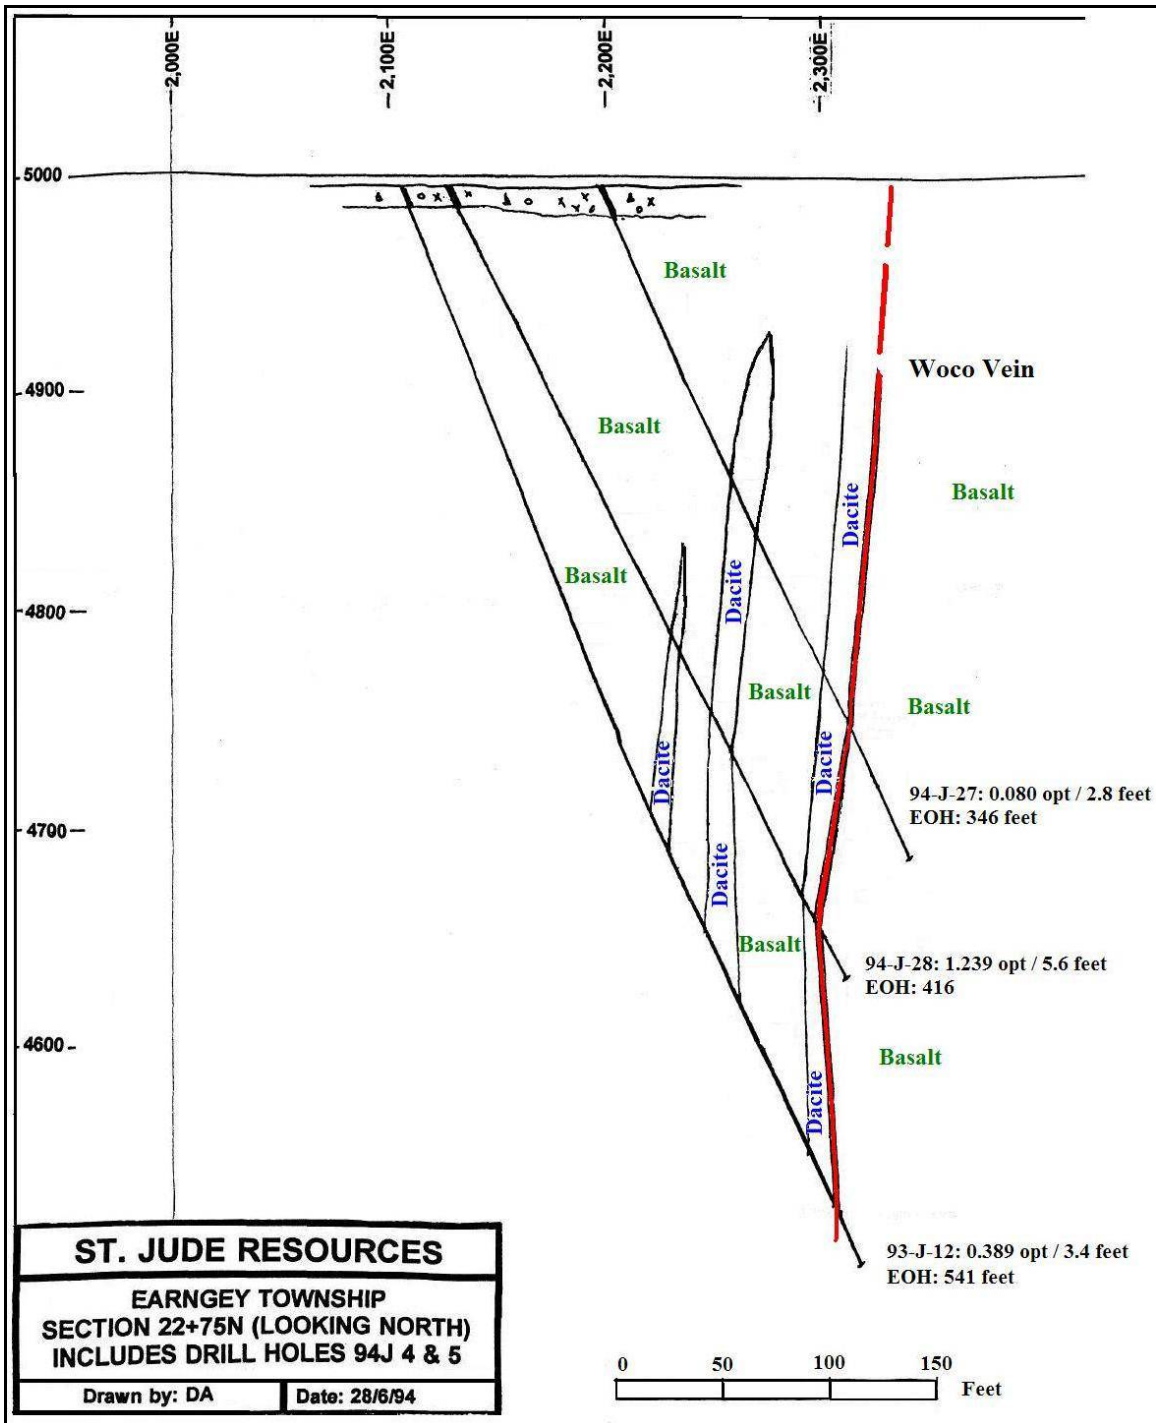 2,000E
2,100E
2,200E
2,300E
5000
Basalt
Woco Vein
4900
Basalt
Basalt
Dacite
Basalt
Dacite
4800
Basalt
Basalt
Dacite
Dacite
94-J-27: 0.080 opt / 2.8 feet
EOH: 346 feet
4700
Dacite
Basalt
94-J-28: 1.239 opt / 5.6 feet
EOH: 416
4600
Basalt
Dacite
93-J-12: 0.389 opt / 3.4 feet
EOH: 541 feet
ST. JUDE RESOURCES
EARNGEY TOWNSHIP
SECTION 22+75N (LOOKING NORTH)
INCLUDES DRILL HOLES 94J 4 & 5
Drawn by: DA
Date: 28/6/94
0 50 100 150
Feet